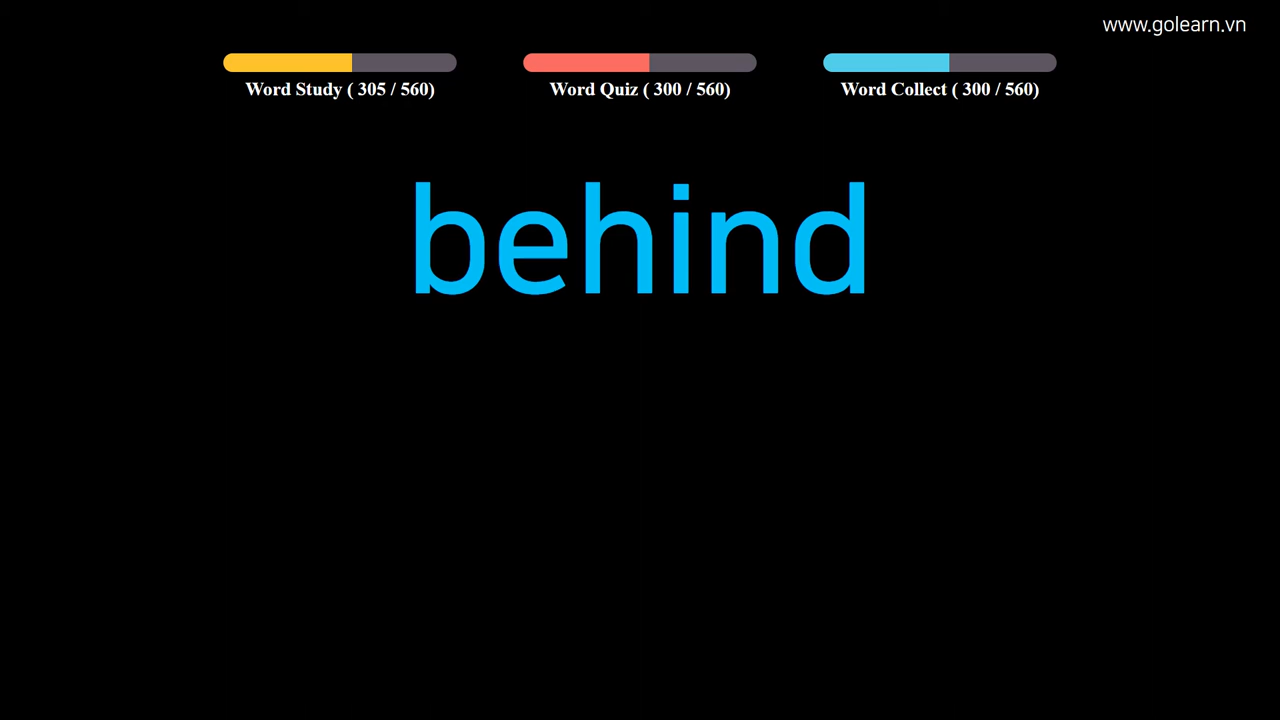 www.golearn.vn
Word Study ( 305 / 560)
Word Quiz ( 300 / 560)
Word Collect ( 300 / 560)
behind